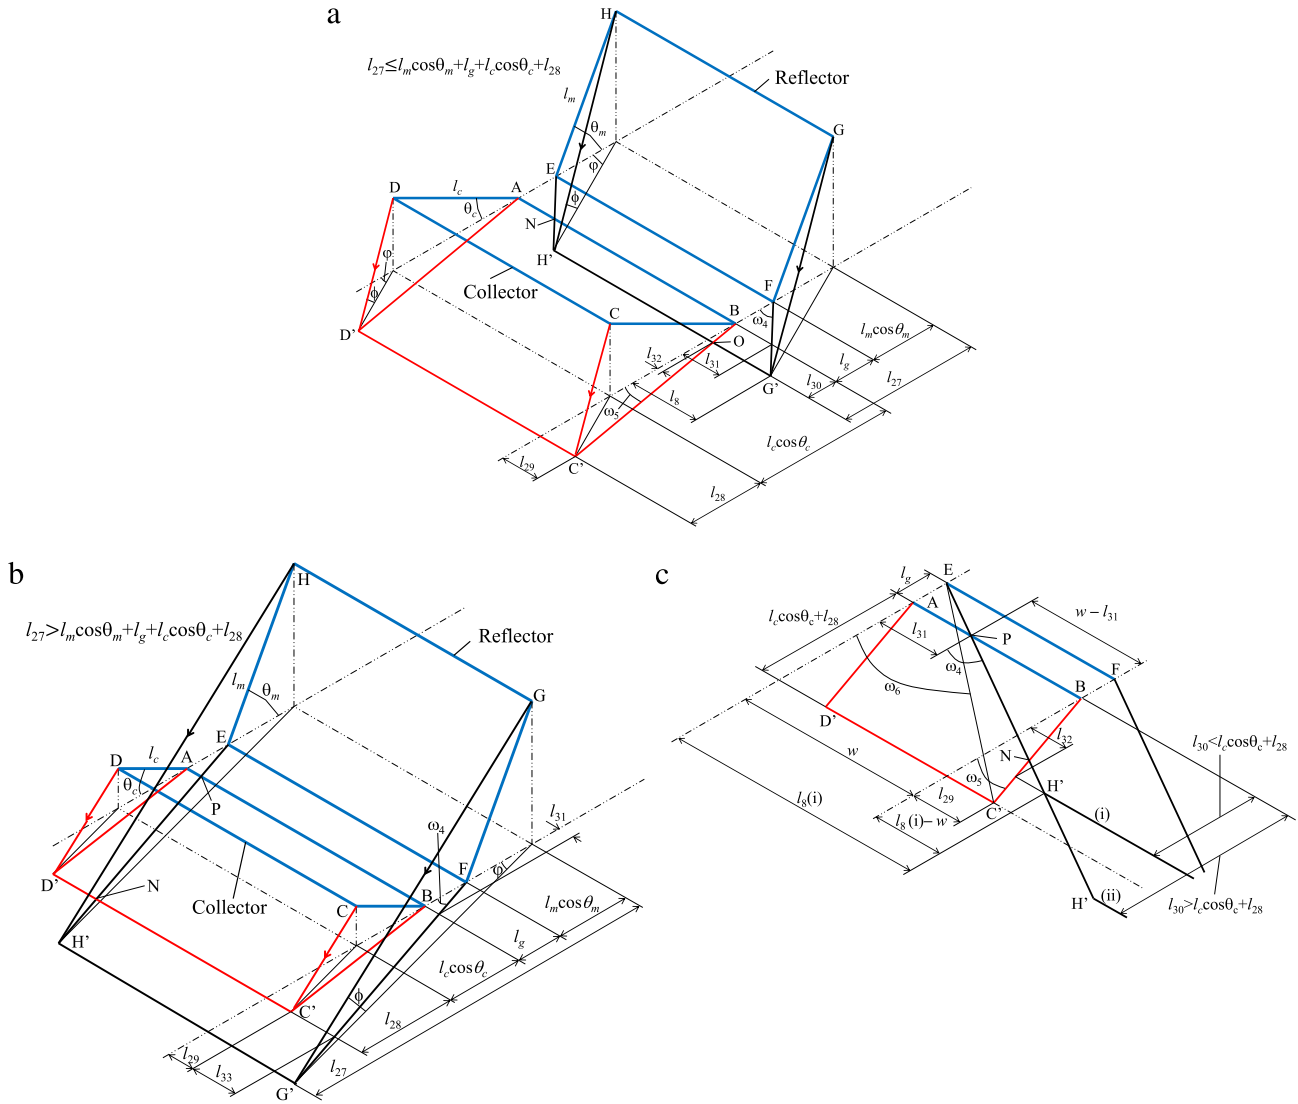 a
H
l27≤lmcosθm+lg+lccosθc+l28
Reflector
lm
θm
G
φ
E
D
lc
A
θc
ϕ
N
H'
φ
Collector
F
ϕ
C
B
ω4
lmcosθm
D'
O
l32
l31
lg
l30
l27
G'
l8
ω5
lccosθc
l29
C'
l28
b
H
l27>lmcosθm+lg+lccosθc+l28
Reflector
lm
θm
G
E
D
lc
A
θc
P
l31
ω4
F
φ
D'
N
B
Collector
C
lmcosθm
H'
lg
lccosθc
ϕ
C'
l28
l29
l33
l27
G'
c
E
lg
A
lccosθc+l28
w – l31
l31
P
ω4
F
ω6
B
D'
l32
w
N
l30<lccosθc+l28
ω5
l29
H'
l8(i)
C'
(i)
l8(i)– w
H'
(ii)
l30>lccosθc+l28